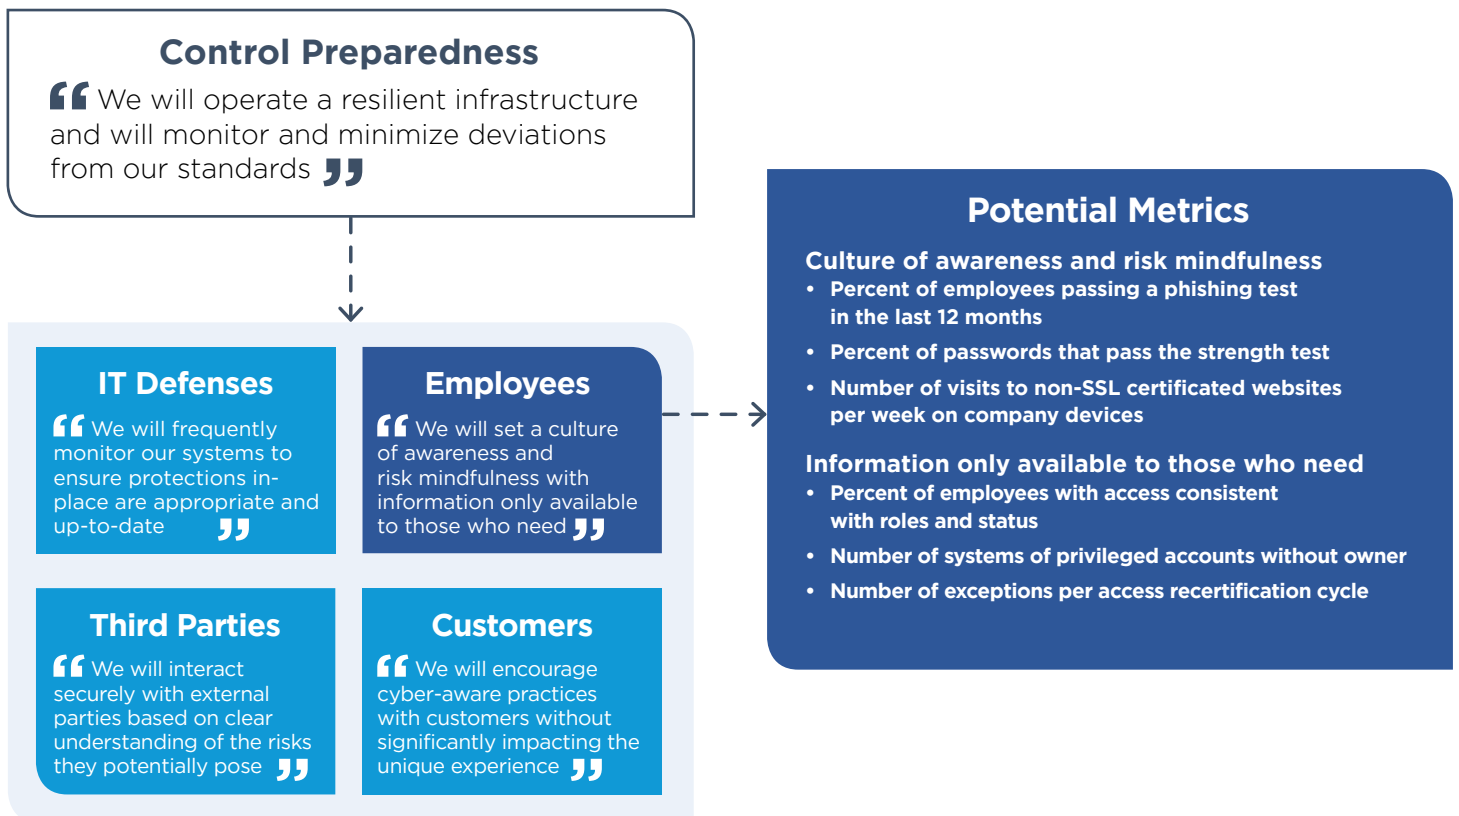 Control Preparedness
“ We will operate a resilient infrastructure
and will monitor and minimize deviations
from our standards ”
IT Defenses
“ We will frequently
monitor our systems to
ensure protections in-
place are appropriate and
up-to-date ”
Employees
“ We will set a culture
of awareness and
risk mindfulness with
information only available
to those who need ”
Third Parties
“ We will interact
securely with external
parties based on clear
understanding of the risks
they potentially pose ”
Customers
“ We will encourage
cyber-aware practices
with customers without
significantly impacting the
unique experience ”
Potential Metrics
Culture of awareness and risk mindfulness
• Percent of employees passing a phishing test
in the last 12 months
• Percent of passwords that pass the strength test
• Number of visits to non-SSL certificated websites
per week on company devices
Information only available to those who need
• Percent of employees with access consistent
with roles and status
• Number of systems of privileged accounts without owner
• Number of exceptions per access recertification cycle